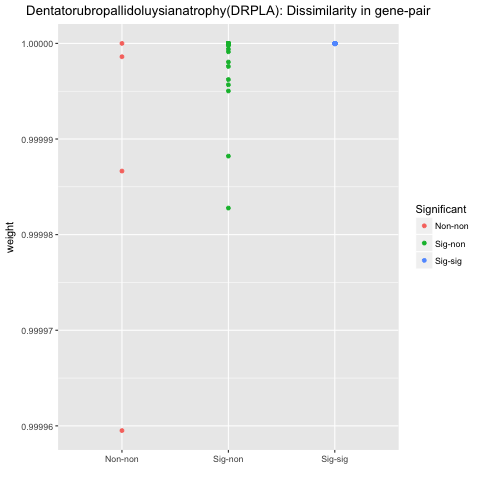 Dentatorubropallidoluysianatrophy(DRPLA): Dissimilarity in gene-pair
1.00000
0.99999
0.99998
0.99997
0.99996
weight
Non-non
Sig-non
Sig-sig
Significant
Non-non
Sig-non
Sig-sig